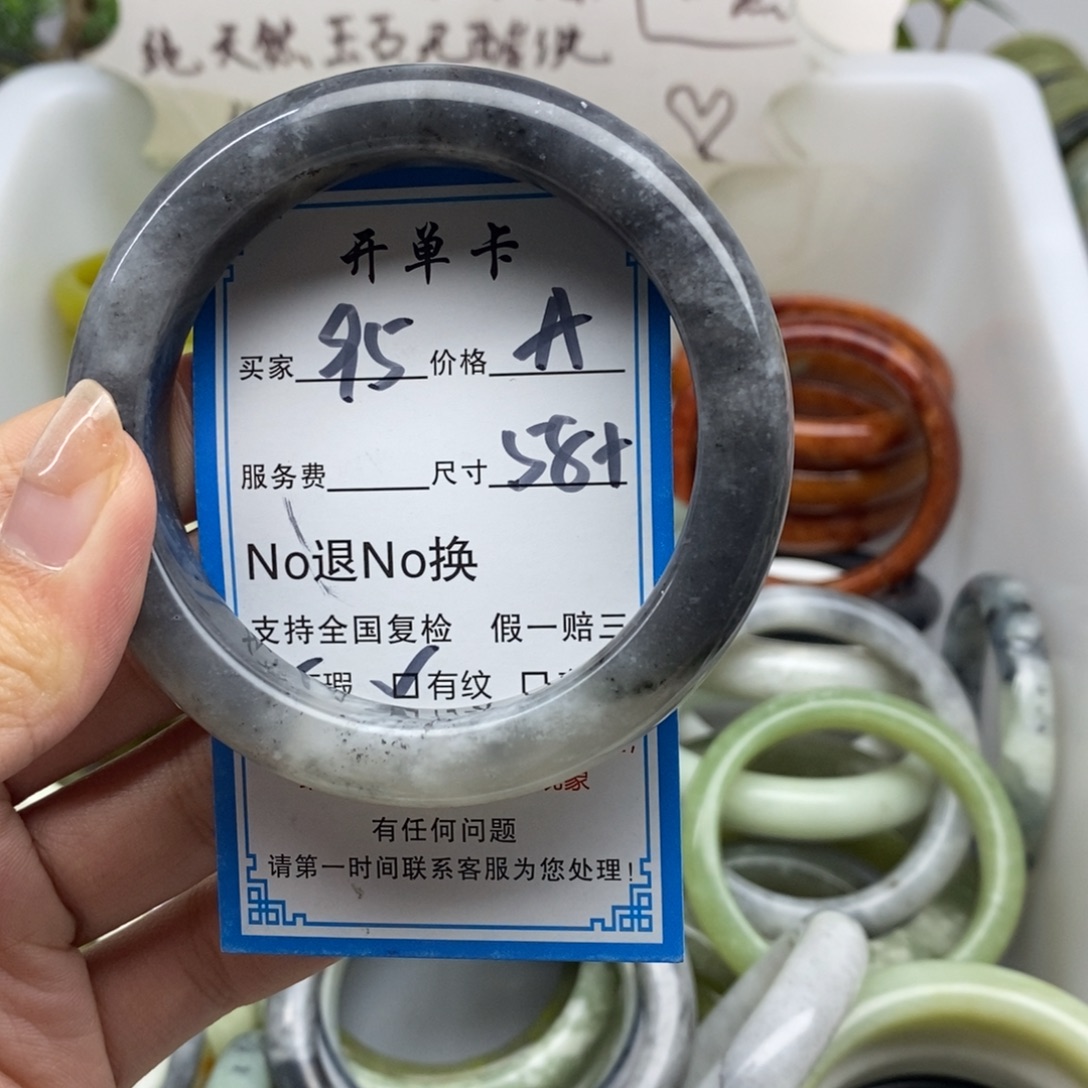 纯天然玉石无酸洗
开单卡
买家 95 价格 A
服务费 尺寸 58+
No退No换
支持全国复检 假一赔三
瑕 有纹
有任何问题
请第一时间联系客服为您处理!